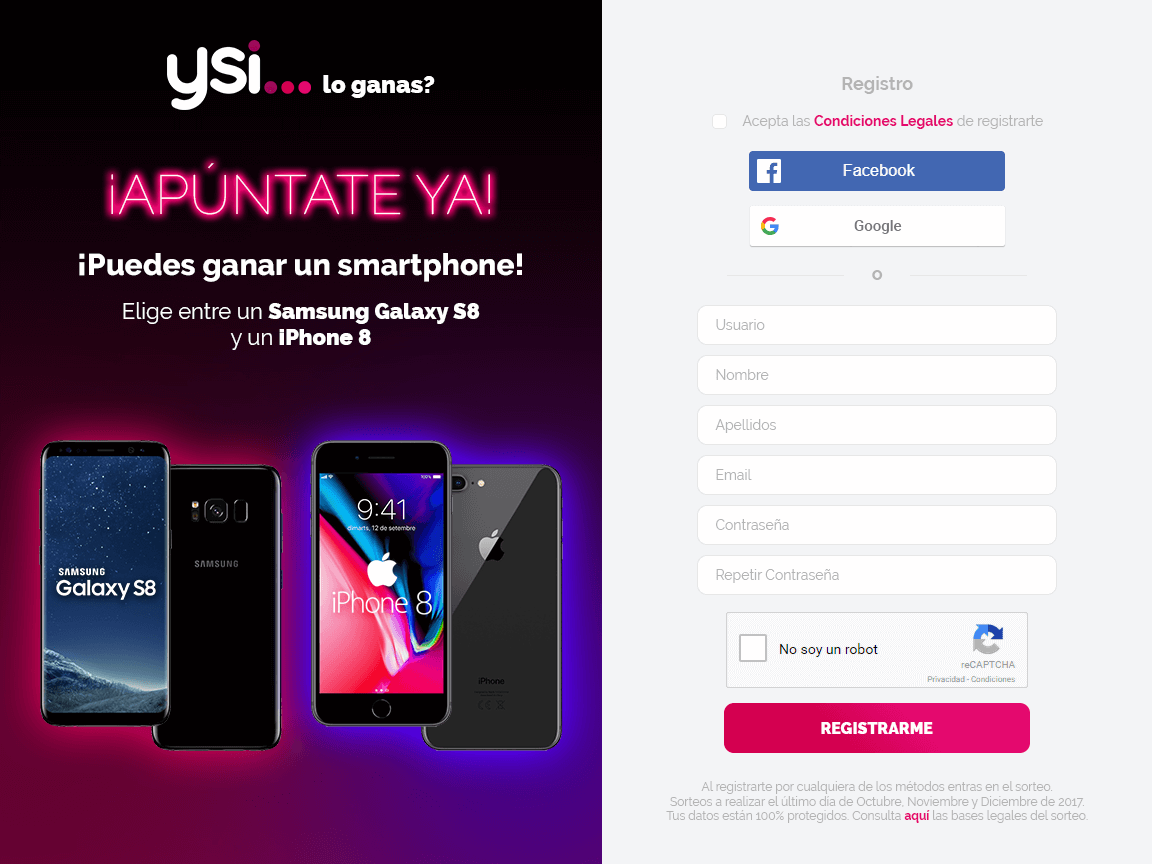 ysi... lo ganas?
¡APÚNTATE YA!
¡Puedes ganar un smartphone!
Elige entre un Samsung Galaxy S8
y un iPhone 8
SAMSUNG
Galaxy S8
SAMSUNG
9:41
dimarts, 12 de setembre
iPhone 8
iPhone
Registro
Acepta las Condiciones Legales de registrarte
Facebook
Google
O
Usuario
Nombre
Apellidos
Email
Contraseña
Repetir Contraseña
No soy un robot
reCAPTCHA
Privacidad - Condiciones
REGISTRARME
Al registrarte por cualquiera de los métodos entras en el sorteo.
Sorteos a realizar el último día de Octubre, Noviembre y Diciembre de 2017.
Tus datos están 100% protegidos. Consulta aquí las bases legales del sorteo.